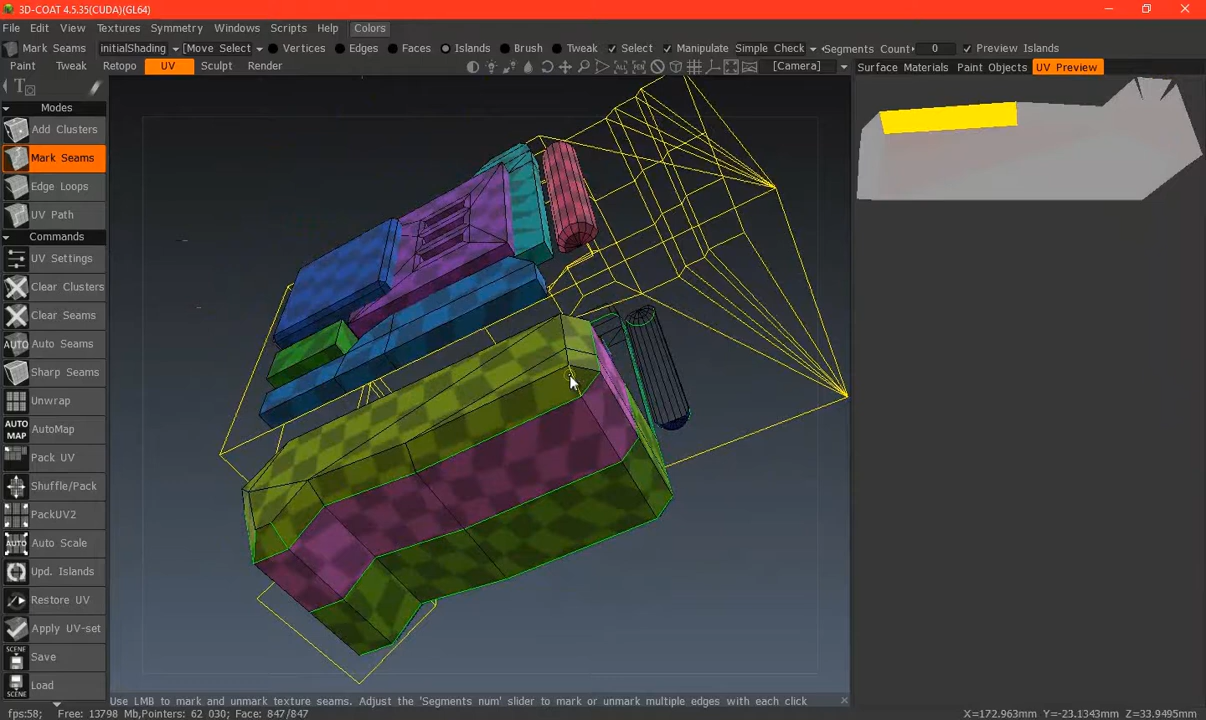 3D-COAT 4.5.35(CUDA)(GL64)
File Edit View Textures Symmetry Windows Scripts Help Colors
Mark Seams initialShading [Move Select Vertices Edges Faces Islands Brush Tweak Select Manipulate Simple Check Segments Count: 0 Preview Islands
Paint Tweak Retopo UV Sculpt Render [Camera] Surface Materials Paint Objects UV Preview
Modes
Add Clusters
Mark Seams
Edge Loops
UV Path
Commands
UV Settings
Clear Clusters
Clear Seams
AUTO Auto Seams
Sharp Seams
Unwrap
AUTO MAP AutoMap
Pack UV
Shuffle/Pack
PackUV2
AUTO Auto Scale
Upd. Islands
Restore UV
Apply UV-set
SCENE Save
SCENE Load
Use LMB to mark and unmark texture seams. Adjust the 'Segments num' slider to mark or unmark multiple edges with each click
fps:58; Free: 13798 Mb,Pointers: 62 030; Face: 847/847 X=172.963mm Y=-23.1343mm Z=33.9495mm